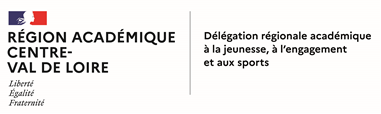 RÉGION ACADÉMIQUE
CENTRE-
VAL DE LOIRE
Liberté
Égalité
Fraternité
Délégation régionale académique
à la jeunesse, à l'engagement
et aux sports